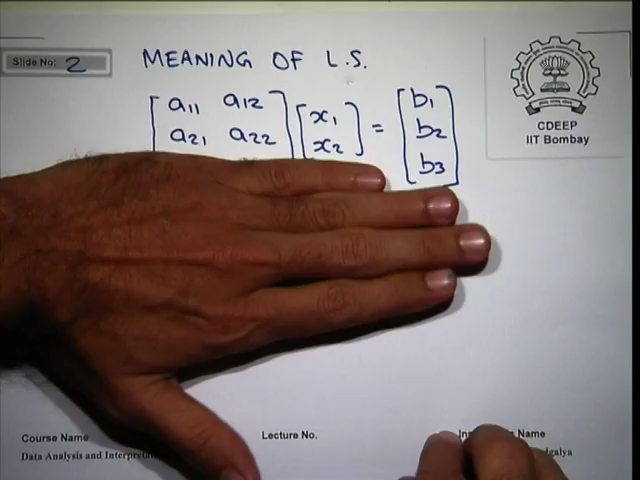 Slide No: 2
MEANING OF L.S.
a11 a12 x1 = b1
a21 a22 x2 b2
b3
CDEEP
IIT Bombay
Course Name
Lecture No.
Name
Data Analysis and